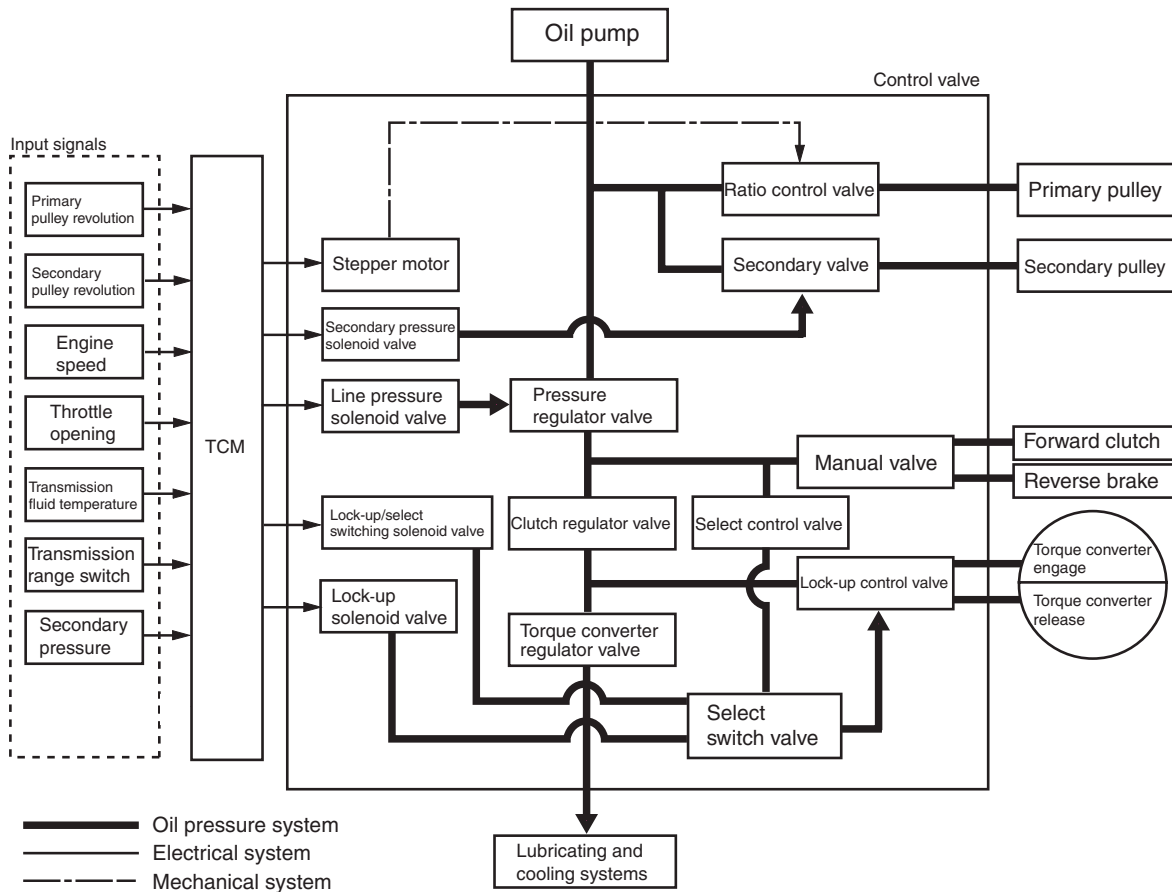 Oil pump
Control valve
Input signals
Primary
pulley revolution
Secondary
pulley revolution
Engine
speed
Throttle
opening
Transmission
fluid temperature
Transmission
range switch
Secondary
pressure
TCM
Stepper motor
Secondary pressure
solenoid valve
Line pressure
solenoid valve
Lock-up/select
switching solenoid valve
Lock-up
solenoid valve
Ratio control valve
Secondary valve
Pressure
regulator valve
Manual valve
Clutch regulator valve
Select control valve
Lock-up control valve
Torque converter
regulator valve
Select
switch valve
Primary pulley
Secondary pulley
Forward clutch
Reverse brake
Torque converter
engage
Torque converter
release
Lubricating and
cooling systems
Oil pressure system
Electrical system
Mechanical system